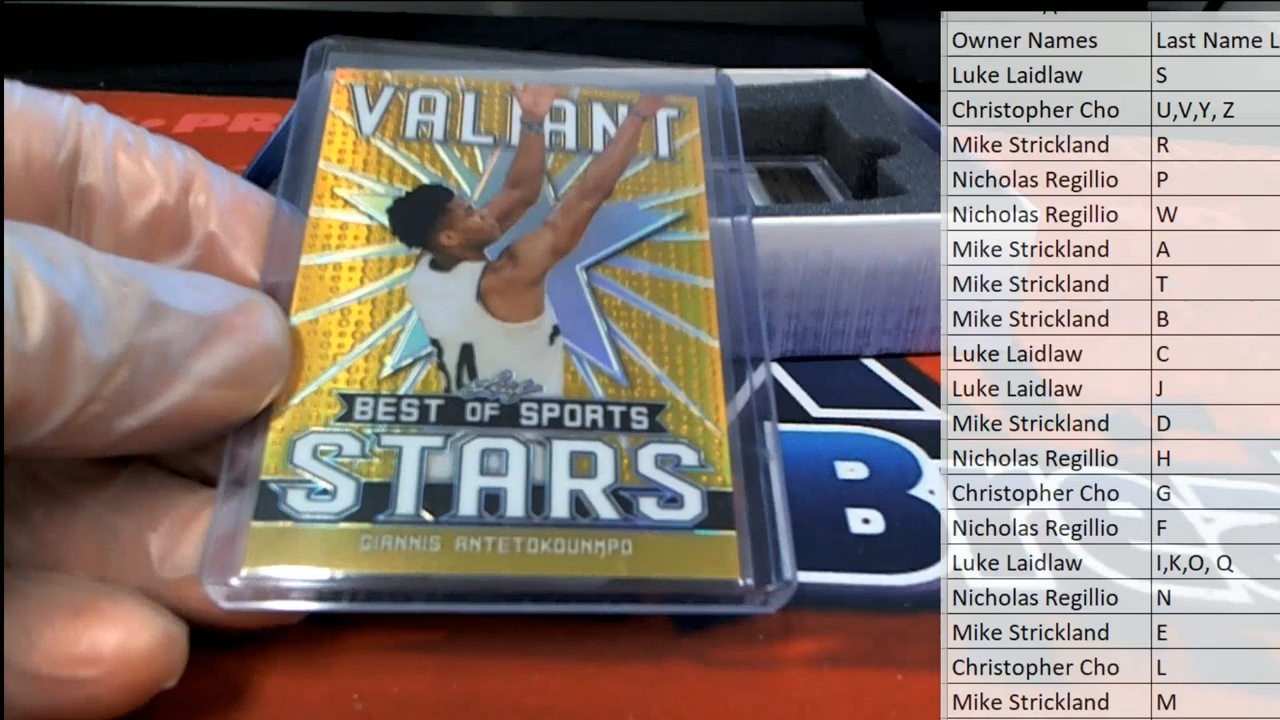 VALIANT
34
Leaf
BEST OF SPORTS
STARS
GIANNIS ANTETOKOUNMPO
B
Owner Names Last Name L
Luke Laidlaw S
Christopher Cho U,V,Y, Z
Mike Strickland R
Nicholas Regillio P
Nicholas Regillio W
Mike Strickland A
Mike Strickland T
Mike Strickland B
Luke Laidlaw C
Luke Laidlaw J
Mike Strickland D
Nicholas Regillio H
Christopher Cho G
Nicholas Regillio F
Luke Laidlaw I,K,O, Q
Nicholas Regillio N
Mike Strickland E
Christopher Cho L
Mike Strickland M